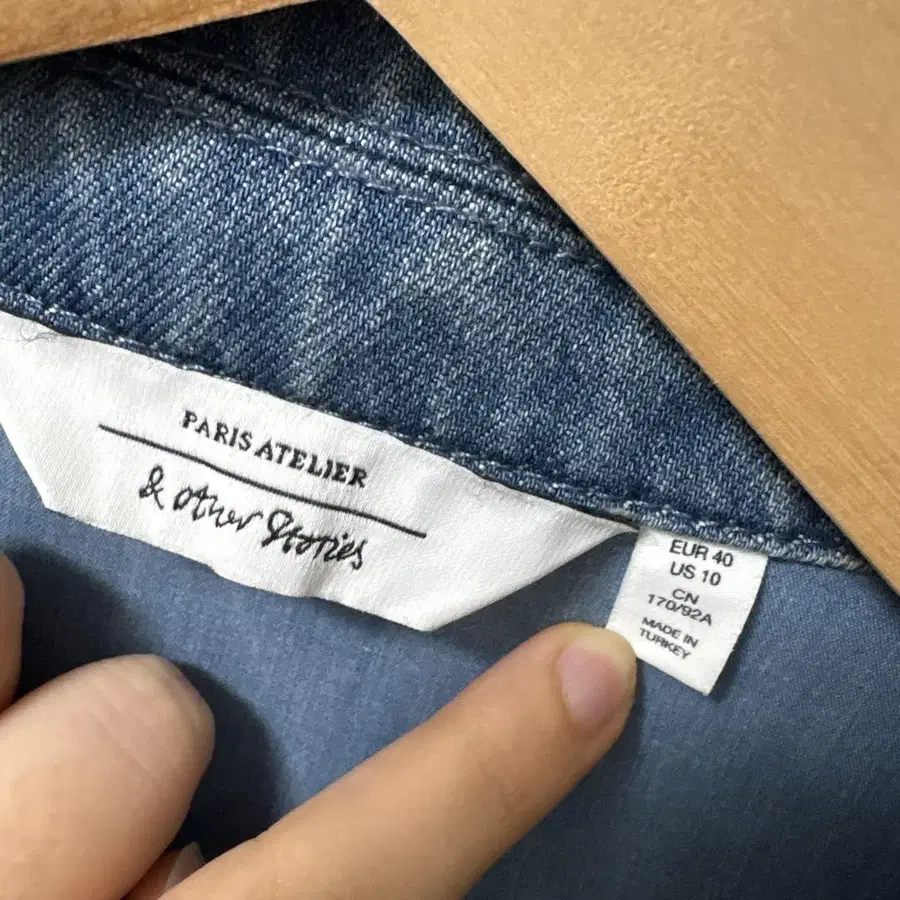 PARIS ATELIER
& other Stories
EUR 40
US 10
CN
170/92A
MADE IN
TURKEY